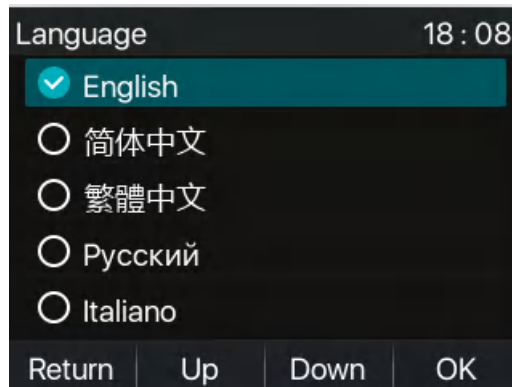 Language 18:08
English
简体中文
繁體中文
Русский
Italiano
Return Up Down OK